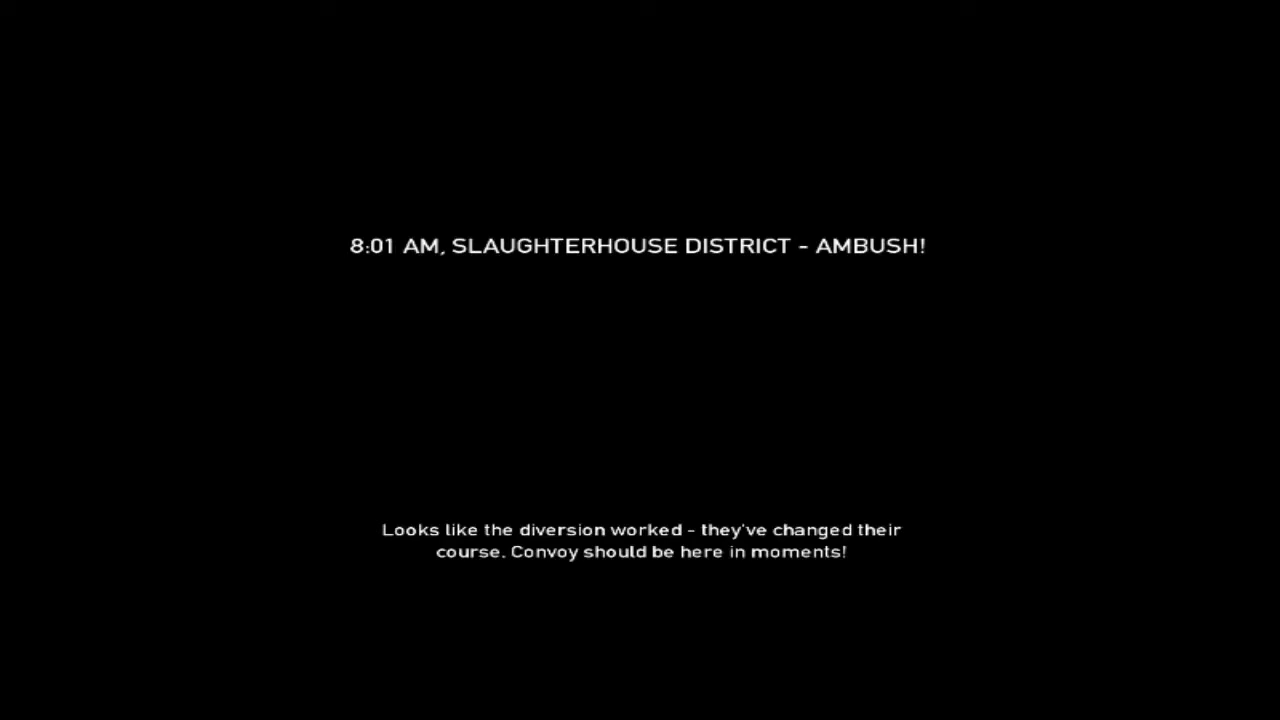 8:01 AM, SLAUGHTERHOUSE DISTRICT - AMBUSH!
Looks like the diversion worked - they've changed their
course. Convoy should be here in moments!